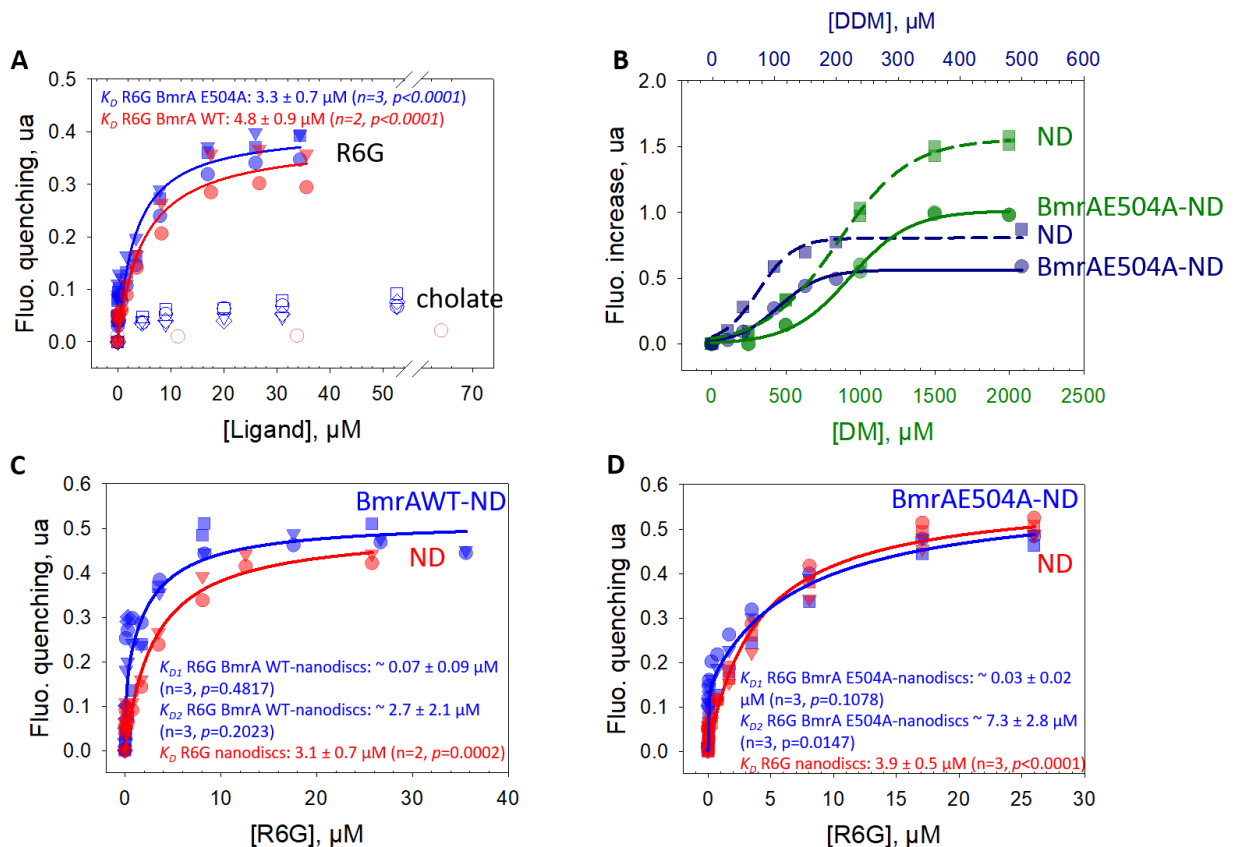 A
Fluo. quenching, ua
0.5
0.4
0.3
0.2
0.1
0.0
K_D R6G BmrA E504A: 3.3 ± 0.7 µM (n=3, p<0.0001)
K_D R6G BmrA WT: 4.8 ± 0.9 µM (n=2, p<0.0001)
R6G
cholate
0 10 20 30 40 50 70
[Ligand], µM
[DDM], µM
0 100 200 300 400 500 600
B
Fluo. increase, ua
2.0
1.5
1.0
0.5
0.0
ND
BmrAE504A-ND
ND
BmrAE504A-ND
0 500 1000 1500 2000 2500
[DM], µM
C
Fluo. quenching, ua
0.6
0.5
0.4
0.3
0.2
0.1
0.0
BmrAWT-ND
ND
K_D1 R6G BmrA WT-nanodiscs: ~ 0.07 ± 0.09 µM
(n=3, p=0.4817)
K_D2 R6G BmrA WT-nanodiscs: ~ 2.7 ± 2.1 µM
(n=3, p=0.2023)
K_D R6G nanodiscs: 3.1 ± 0.7 µM (n=2, p=0.0002)
0 10 20 30 40
[R6G], µM
D
Fluo. quenching ua
0.6
0.5
0.4
0.3
0.2
0.1
0.0
BmrAE504A-ND
ND
K_D1 R6G BmrA E504A-nanodiscs: ~ 0.03 ± 0.02
µM (n=3, p=0.1078)
K_D2 R6G BmrA E504A-nanodiscs ~ 7.3 ± 2.8 µM
(n=3, p=0.0147)
K_D R6G nanodiscs: 3.9 ± 0.5 µM (n=3, p<0.0001)
0 5 10 15 20 25 30
[R6G], µM